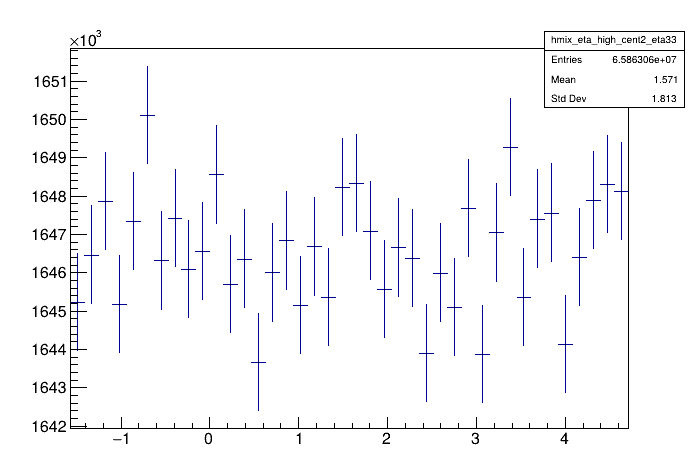 ×10³
hmix_eta_high_cent2_eta33
Entries 6.586306e+07
Mean 1.571
Std Dev 1.813
1651
1650
1649
1648
1647
1646
1645
1644
1643
1642
−1 0 1 2 3 4